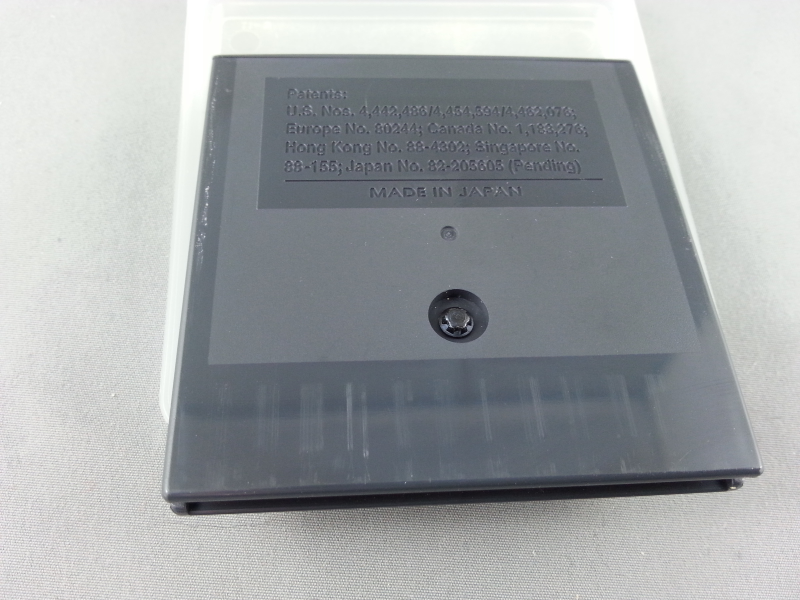 Patents:
U.S. Nos. 4,442,486/4,454,594/4,462,076;
Europe No. 80244; Canada No. 1,183,276;
Hong Kong No. 88-4302; Singapore No.
88-155; Japan No. 82-205605 (Pending)
MADE IN JAPAN